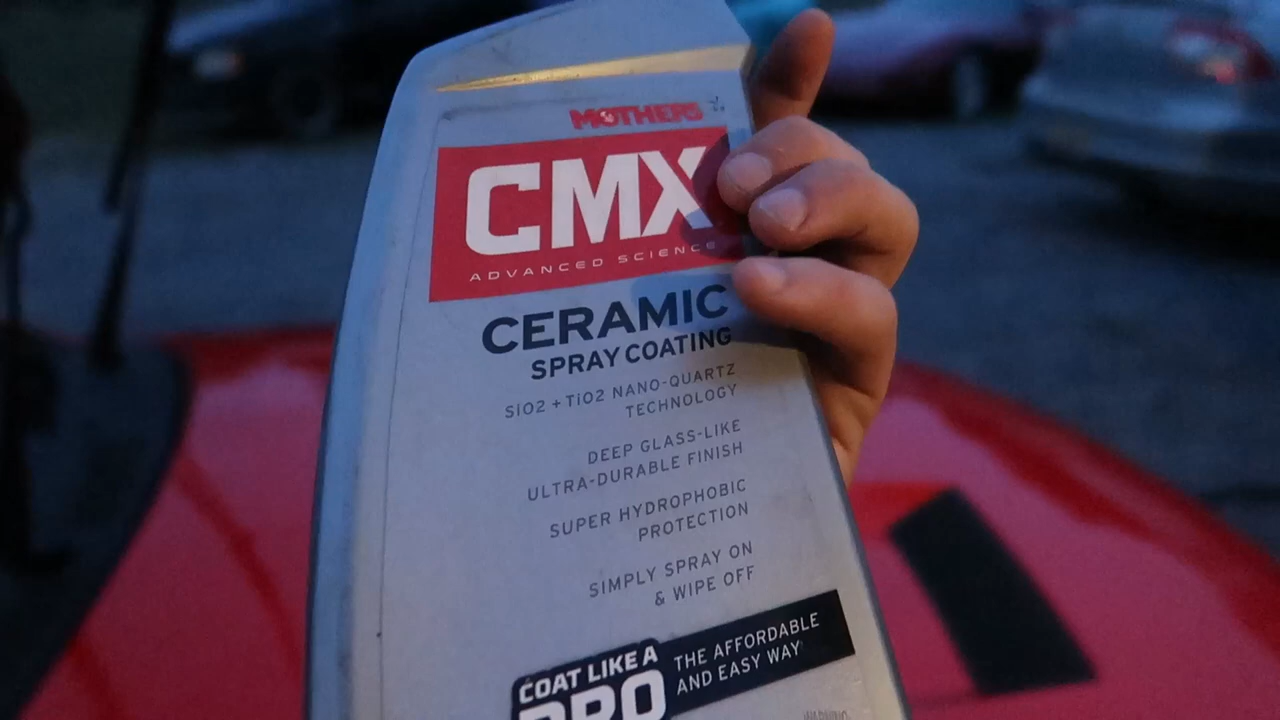 MOTHERS
CMX
ADVANCED SCIENCE
CERAMIC
SPRAY COATING
SiO2 + TiO2 NANO-QUARTZ
TECHNOLOGY
DEEP GLASS-LIKE
ULTRA-DURABLE FINISH
SUPER HYDROPHOBIC
PROTECTION
SIMPLY SPRAY ON
& WIPE OFF
COAT LIKE A
PRO
THE AFFORDABLE
AND EASY WAY